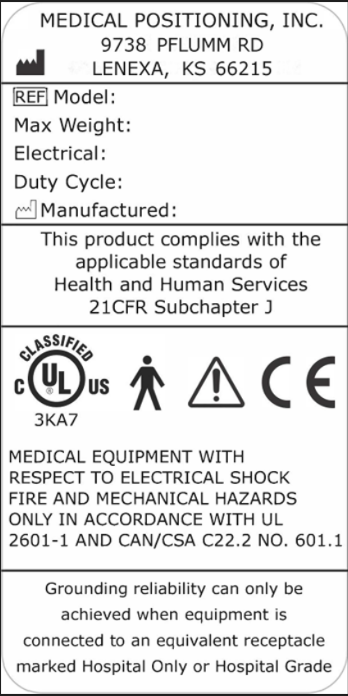 MEDICAL POSITIONING, INC.
9738 PFLUMM RD
LENEXA, KS 66215
REF Model:
Max Weight:
Electrical:
Duty Cycle:
Manufactured:
This product complies with the
applicable standards of
Health and Human Services
21CFR Subchapter J
CLASSIFIED
C UL ® US
CE
3KA7
MEDICAL EQUIPMENT WITH
RESPECT TO ELECTRICAL SHOCK
FIRE AND MECHANICAL HAZARDS
ONLY IN ACCORDANCE WITH UL
2601-1 AND CAN/CSA C22.2 NO. 601.1
Grounding reliability can only be
achieved when equipment is
connected to an equivalent receptacle
marked Hospital Only or Hospital Grade